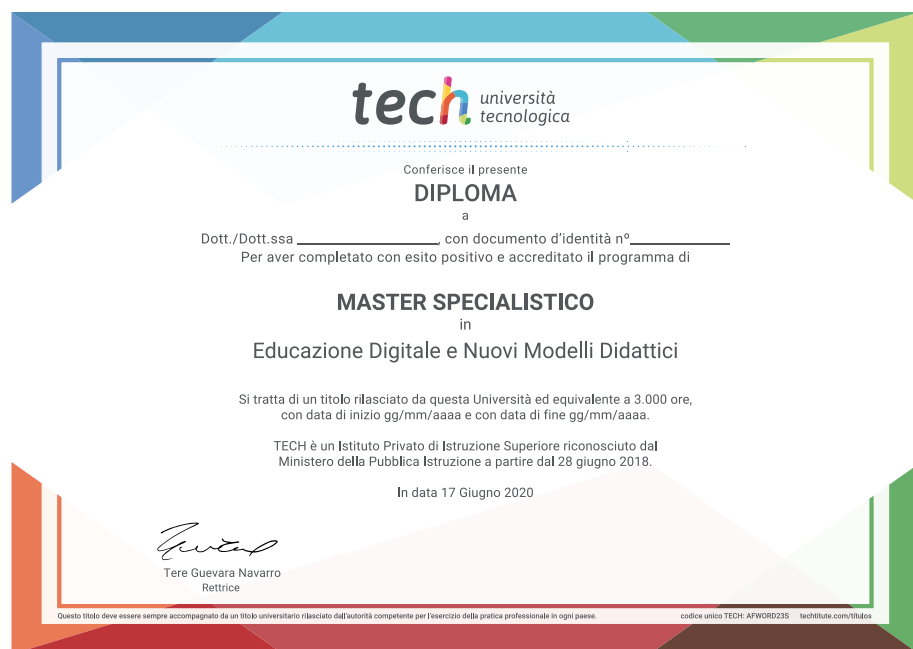 tech università
tecnologica
Conferisce il presente
DIPLOMA
a
Dott./Dott.ssa ____________________, con documento d'identità nº______________
Per aver completato con esito positivo e accreditato il programma di
MASTER SPECIALISTICO
in
Educazione Digitale e Nuovi Modelli Didattici
Si tratta di un titolo rilasciato da questa Università ed equivalente a 3.000 ore,
con data di inizio gg/mm/aaaa e con data di fine gg/mm/aaaa.
TECH è un Istituto Privato di Istruzione Superiore riconosciuto dal
Ministero della Pubblica Istruzione a partire dal 28 giugno 2018.
In data 17 Giugno 2020
Tere Guevara Navarro
Rettrice
Questo titolo deve essere sempre accompagnato da un titolo universitario rilasciato dall'autorità competente per l'esercizio della pratica professionale in ogni paese. codice unico TECH: AFWORD23S techtitute.com/titulos